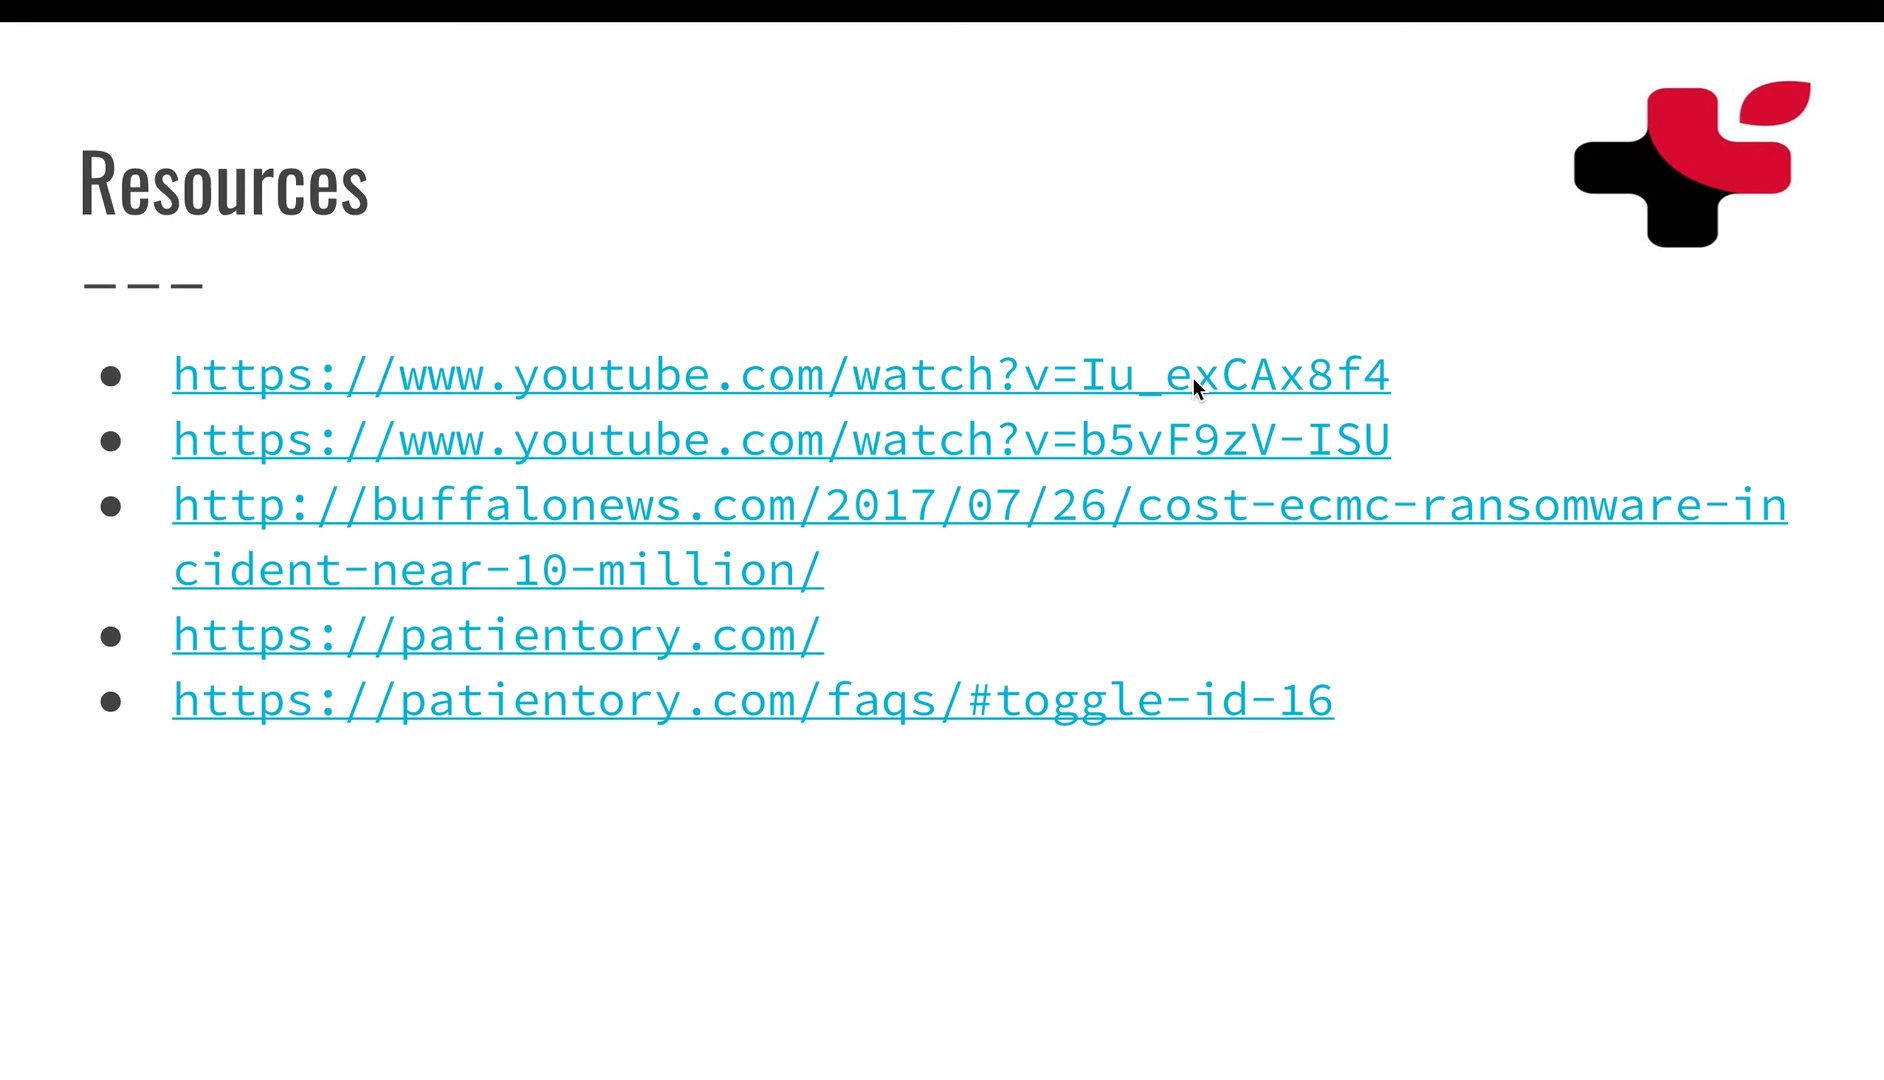 Resources
https://www.youtube.com/watch?v=Iu_exCAx8f4
https://www.youtube.com/watch?v=b5vF9zV-ISU
http://buffalonews.com/2017/07/26/cost-ecmc-ransomware-in
cident-near-10-million/
https://patientory.com/
https://patientory.com/faqs/#toggle-id-16